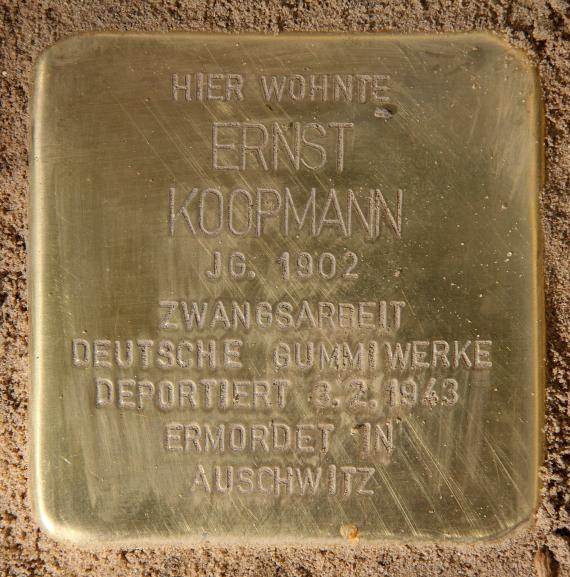 HIER WOHNTE
ERNST
KOOPMANN
JG. 1902
ZWANGSARBEIT
DEUTSCHE GUMMIWERKE
DEPORTIERT 3.2.1943
ERMORDET IN
AUSCHWITZ